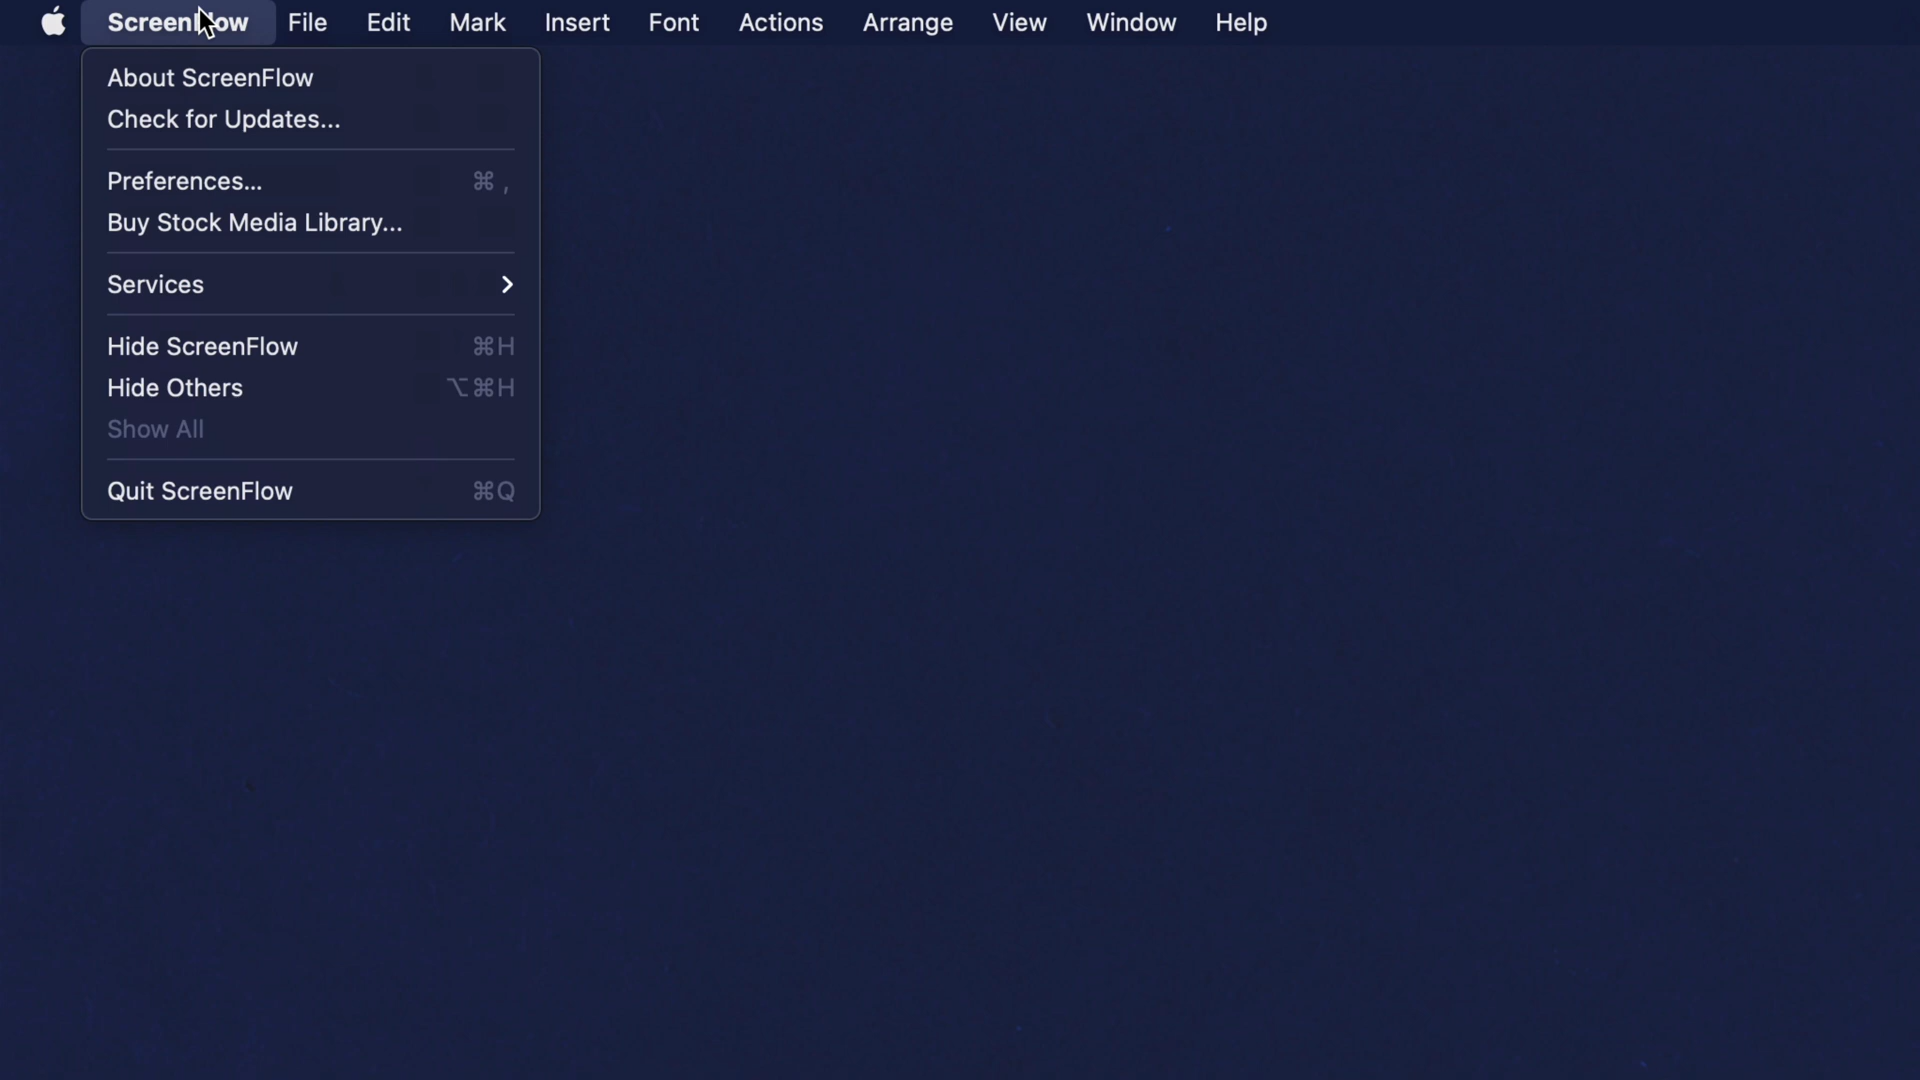 ScreenFlow File Edit Mark Insert Font Actions Arrange View Window Help
About ScreenFlow
Check for Updates...
Preferences... ⌘ ,
Buy Stock Media Library...
Services
Hide ScreenFlow ⌘H
Hide Others ⌥⌘H
Show All
Quit ScreenFlow ⌘Q